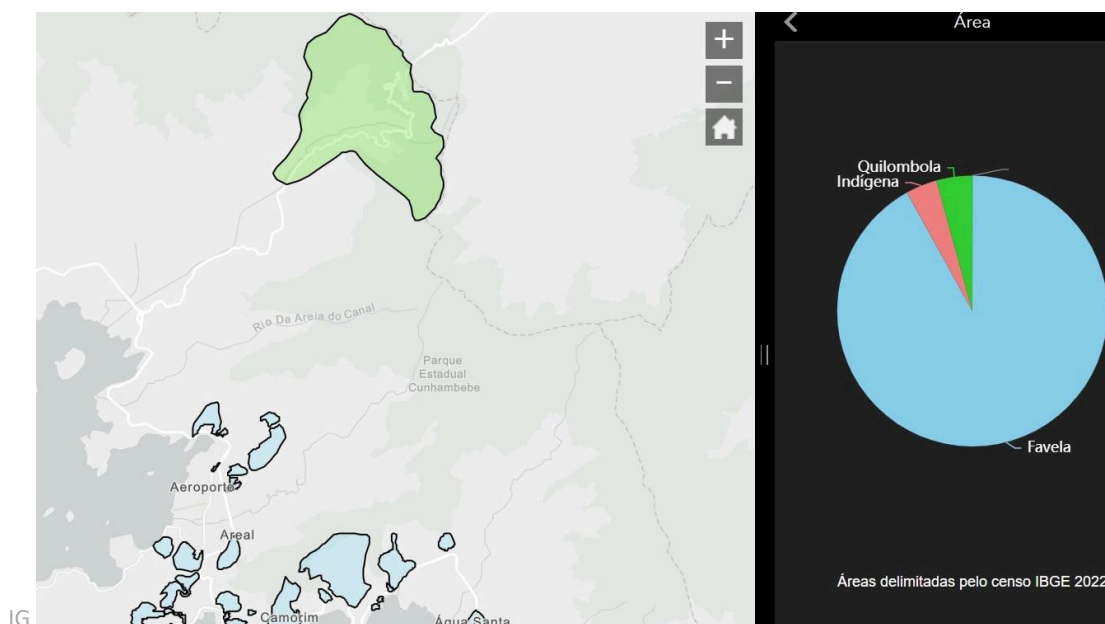 +
−
Rio Da Areia do Canal
Parque
Estadual
Cunhambebe
Aeroporto
Areal
Camorim
Água Santa
IG
Área
Quilombola
Indígena
Favela
Áreas delimitadas pelo censo IBGE 2022